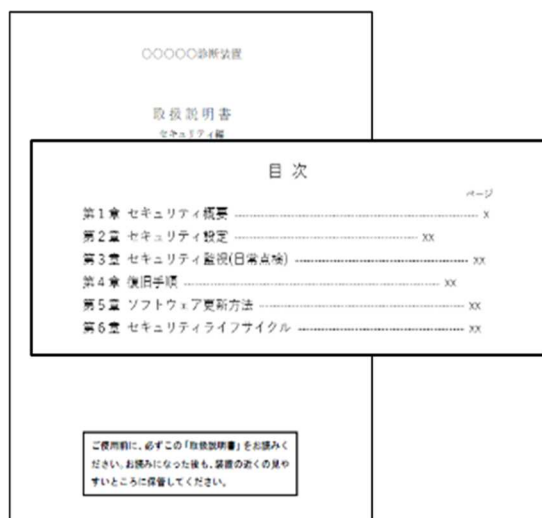 〇〇〇〇〇診断装置
取扱説明書
セキュリティ編
目 次
ページ
第1章 セキュリティ概要 ---------- x
第2章 セキュリティ設定 ---------- xx
第3章 セキュリティ監視(日常点検) ---------- xx
第4章 復旧手順 ---------- xx
第5章 ソフトウェア更新方法 ---------- xx
第6章 セキュリティライフサイクル ---------- xx
ご使用前に、必ずこの「取扱説明書」をお読みく
ださい。お読みになった後も、装置の近くの見や
すいところに保管してください。